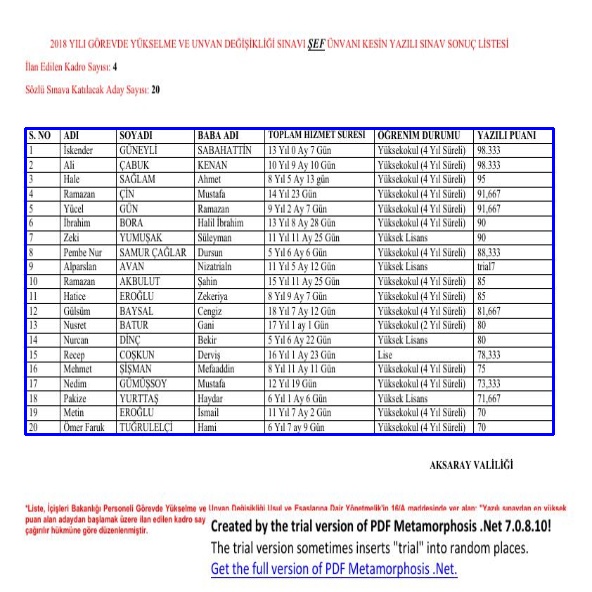 2018 YILI GÖREVDE YÜKSELME VE UNVAN DEĞİŞİKLİĞİ SINAVI ŞEF ÜNVANI KESİN YAZILI SINAV SONUÇ LİSTESİ
İlan Edilen Kadro Sayısı: 4
Sözlü Sınava Katılacak Aday Sayısı: 20
S. NO ADI SOYADI BABA ADI TOPLAM HİZMET SÜRESİ ÖĞRENİM DURUMU YAZILI PUANI
1 İskender GÜNEYLİ SABAHATTİN 13 Yıl 0 Ay 7 Gün Yüksekokul (4 Yıl Süreli) 98.333
2 Ali ÇABUK KENAN 10 Yıl 9 Ay 10 Gün Yüksekokul (4 Yıl Süreli) 98.333
3 Hale SAĞLAM Ahmet 8 Yıl 5 Ay 13 gün Yüksekokul (4 Yıl Süreli) 95
4 Ramazan ÇİN Mustafa 14 Yıl 23 Gün Yüksekokul (4 Yıl Süreli) 91,667
5 Yücel GÜN Ramazan 9 Yıl 2 Ay 7 Gün Yüksekokul (4 Yıl Süreli) 91,667
6 İbrahim BORA Halil İbrahim 13 Yıl 8 Ay 28 Gün Yüksekokul (4 Yıl Süreli) 90
7 Zeki YUMUŞAK Süleyman 11 Yıl 11 Ay 25 Gün Yüksek Lisans 90
8 Pembe Nur SAMUR ÇAĞLAR Dursun 5 Yıl 6 Ay 6 Gün Yüksekokul (4 Yıl Süreli) 88,333
9 Alparslan AVAN Nizatrialn 11 Yıl 5 Ay 12 Gün Yüksek Lisans trial7
10 Ramazan AKBULUT Şahin 15 Yıl 11 Ay 25 Gün Yüksekokul (4 Yıl Süreli) 85
11 Hatice EROĞLU Zekeriya 8 Yıl 9 Ay 7 Gün Yüksekokul (4 Yıl Süreli) 85
12 Gülsüm BAYSAL Cengiz 18 Yıl 7 Ay 12 Gün Yüksekokul (4 Yıl Süreli) 81,667
13 Nusret BATUR Gani 17 Yıl 1 ay 1 Gün Yüksekokul (2 Yıl Süreli) 80
14 Nurcan DİNÇ Bekir 5 Yıl 6 Ay 22 Gün Yüksek Lisans 80
15 Recep COŞKUN Derviş 16 Yıl 1 Ay 23 Gün Lise 78,333
16 Mehmet ŞİŞMAN Mefaaddin 8 Yıl 11 Ay 11 Gün Yüksekokul (4 Yıl Süreli) 75
17 Nedim GÜMÜŞSOY Mustafa 12 Yıl 19 Gün Yüksekokul (4 Yıl Süreli) 73,333
18 Pakize YURTTAŞ Haydar 6 Yıl 1 Ay 6 Gün Yüksek Lisans 71,667
19 Metin EROĞLU İsmail 11 Yıl 7 Ay 2 Gün Yüksekokul (4 Yıl Süreli) 70
20 Ömer Faruk TUĞRULELÇİ Hami 6 Yıl 7 ay 9 Gün Yüksekokul (4 Yıl Süreli) 70
AKSARAY VALİLİĞİ
"Liste, İçişleri Bakanlığı Personeli Görevde Yükselme ve Unvan Değişikliği Usul ve Esaslarına Dair Yönetmelik'in 16/A maddesinde yer alan; "Yazılı sınavdan en yüksek
puan alan adaydan başlamak üzere ilan edilen kadro say
çağırılır hükmüne göre düzenlenmiştir.
Created by the trial version of PDF Metamorphosis .Net 7.0.8.10!
The trial version sometimes inserts "trial" into random places.
Get the full version of PDF Metamorphosis .Net.